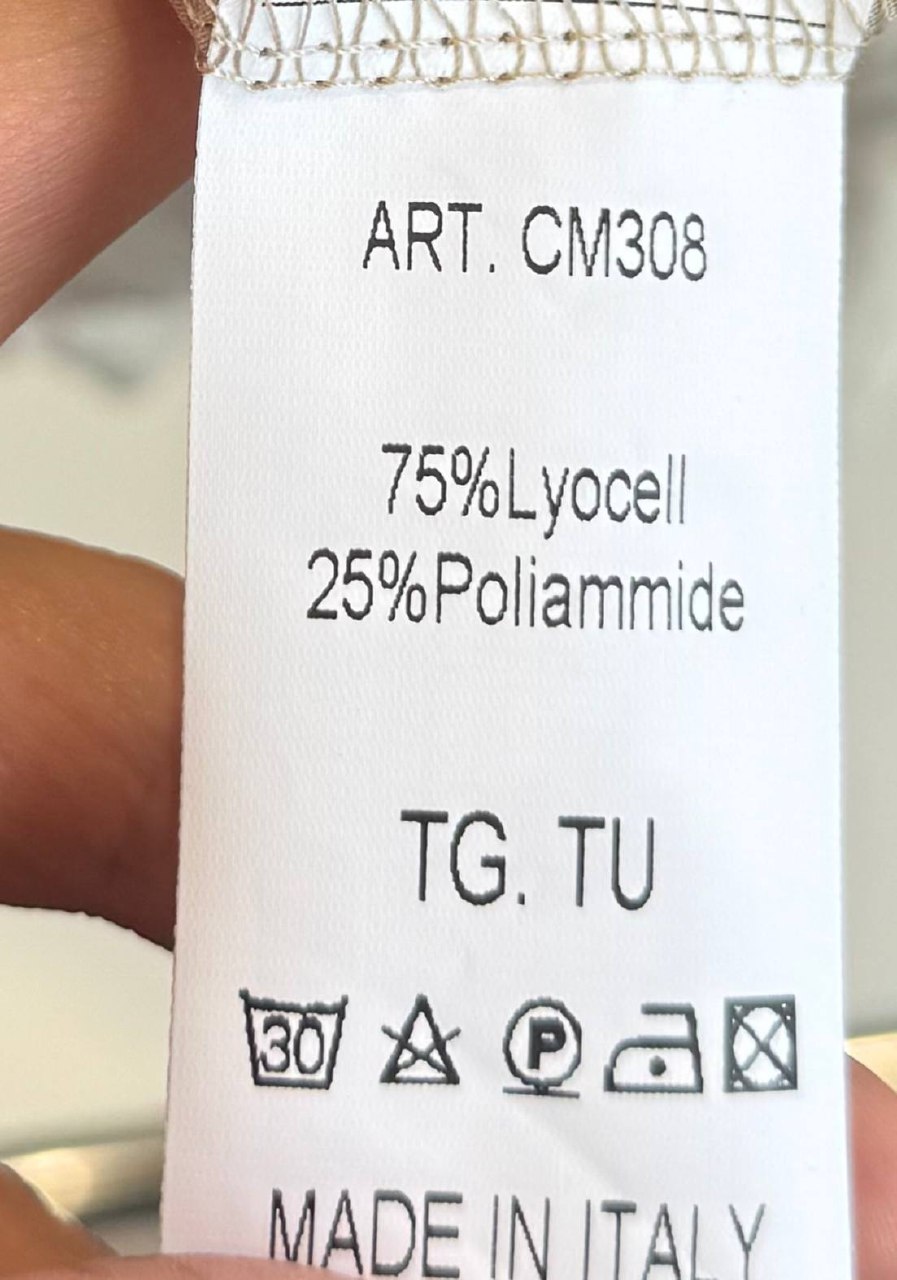 ART. CM308
75%Lyocell
25%Poliammide
TG. TU
30 P
MADE IN ITALY